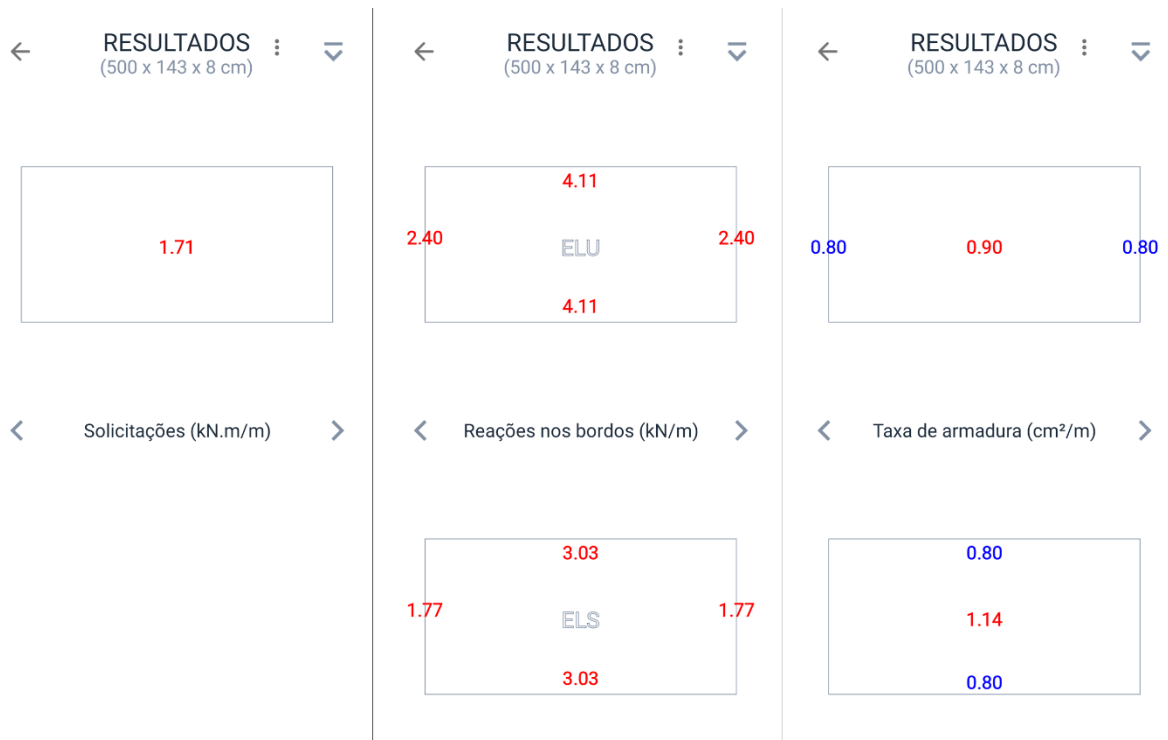 RESULTADOS
(500 x 143 x 8 cm)
1.71
Solicitações (kN.m/m)
RESULTADOS
(500 x 143 x 8 cm)
4.11
2.40
2.40
ELU
4.11
Reações nos bordos (kN/m)
3.03
1.77
1.77
ELS
3.03
RESULTADOS
(500 x 143 x 8 cm)
0.80
0.90
0.80
Taxa de armadura (cm²/m)
0.80
1.14
0.80